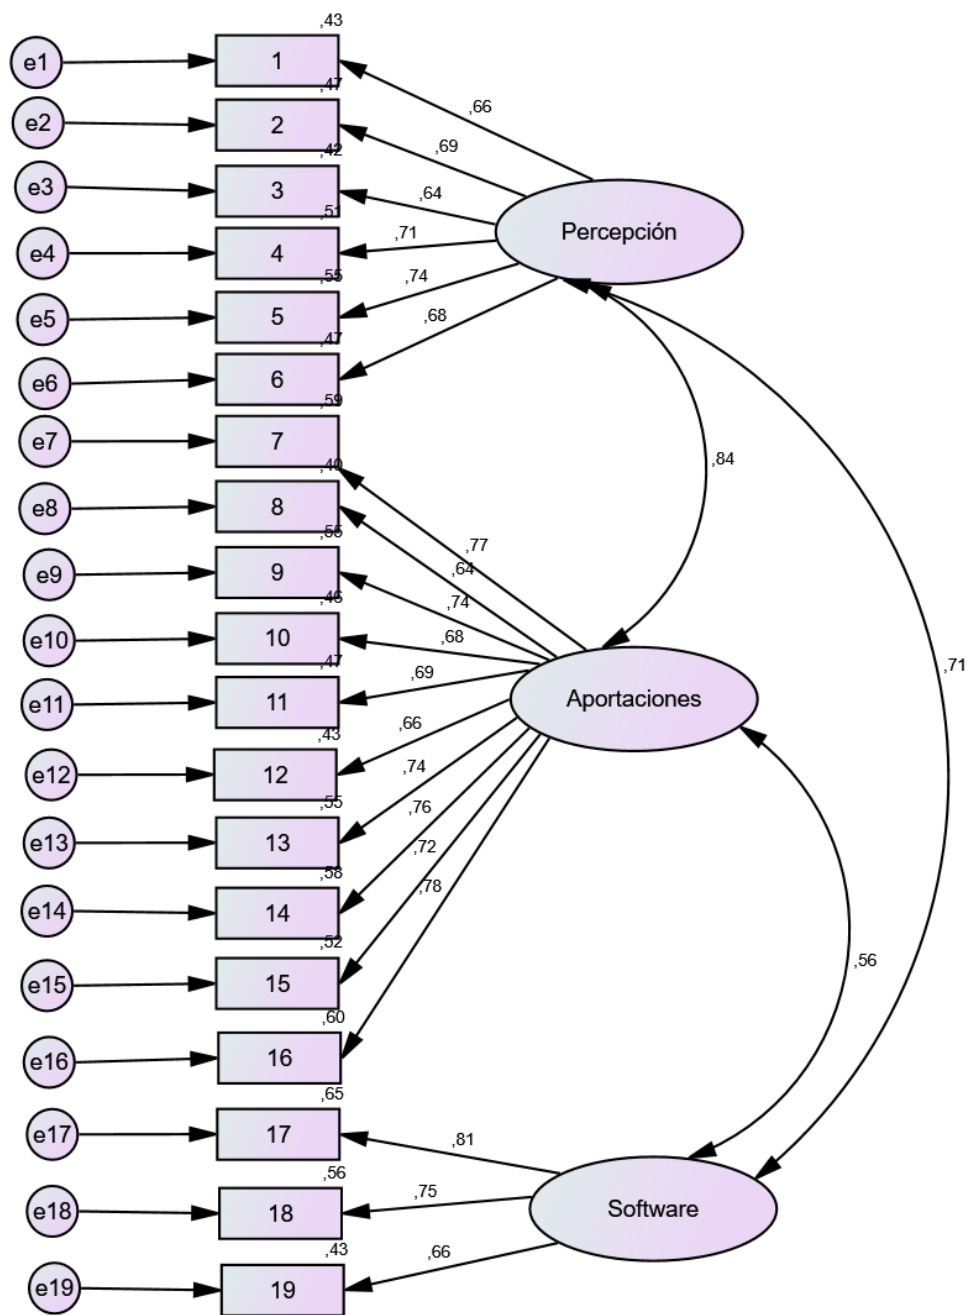 ,43
e1 1
,66
,47
e2 2
,69
,42
e3 3
,64
,51
e4 4
,71
Percepción
,55
e5 5
,74
,47
e6 6
,68
,59
e7 7
,84
,40
e8 8
,77
,55
e9 9
,64
,74
,46
e10 10
,68
,47
e11 11
,69
Aportaciones
,71
,43
e12 12
,66
,55
e13 13
,74
,58
e14 14
,76
,52
e15 15
,72
,60
e16 16
,78
,56
,65
e17 17
,81
,56
e18 18
,75
Software
,43
e19 19
,66